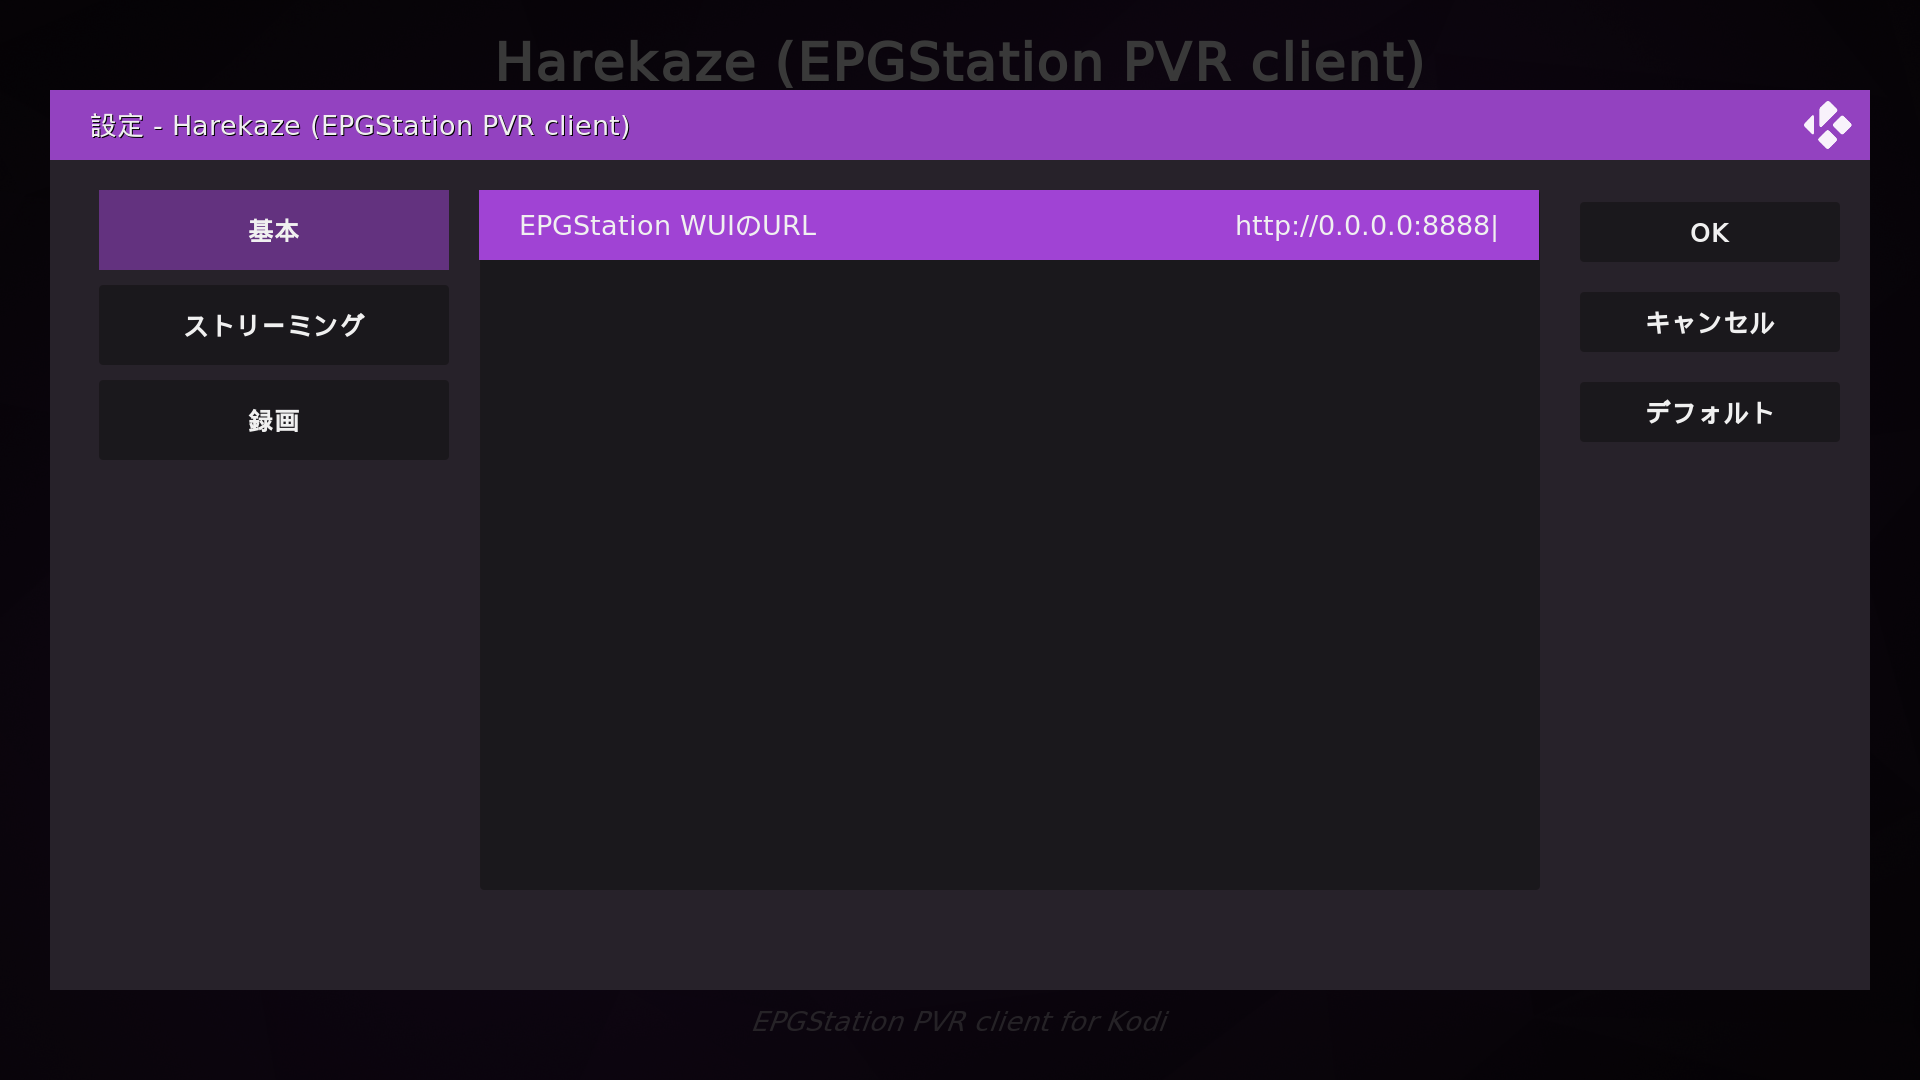 Harekaze (EPGStation PVR client)
設定 - Harekaze (EPGStation PVR client)
基本
ストリーミング
録画
EPGStation WUIのURL
http://0.0.0.0:8888|
OK
キャンセル
デフォルト
EPGStation PVR client for Kodi